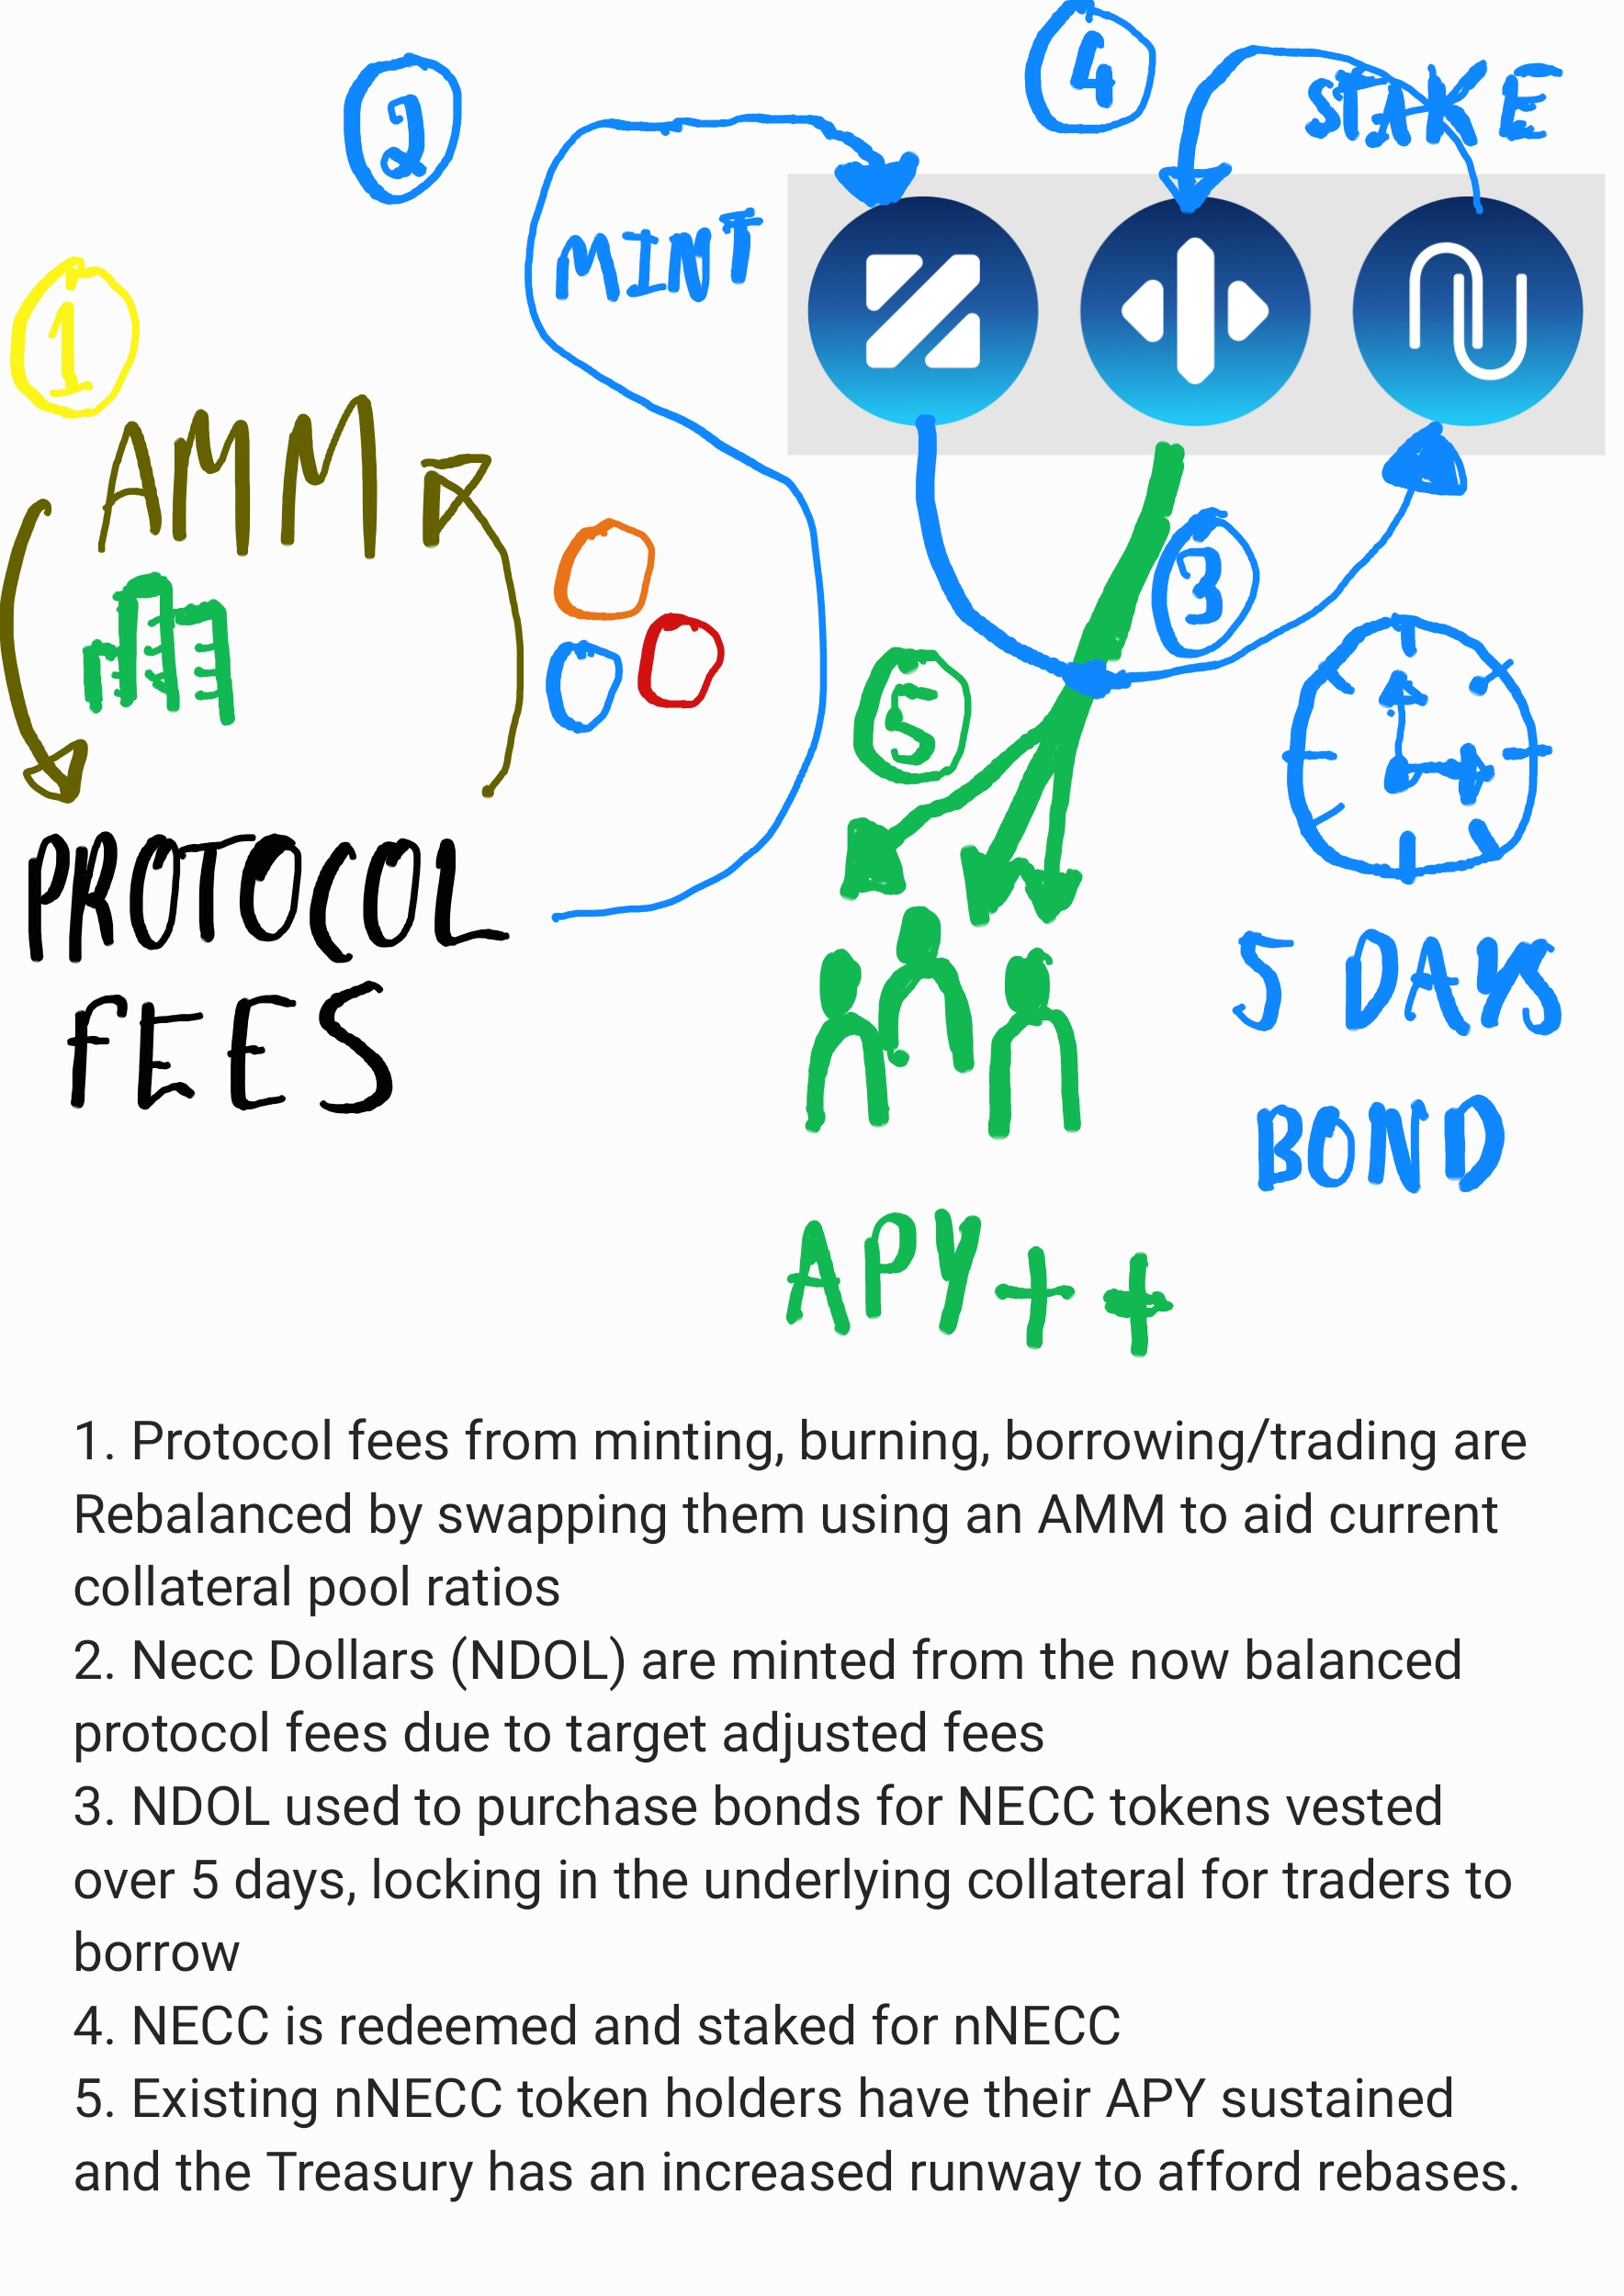 2
4
STAKE
MINT
1
AMM
3
5
PROTOCOL
FEES
5 DAYS
BOND
APY++
1. Protocol fees from minting, burning, borrowing/trading are
Rebalanced by swapping them using an AMM to aid current
collateral pool ratios
2. Necc Dollars (NDOL) are minted from the now balanced
protocol fees due to target adjusted fees
3. NDOL used to purchase bonds for NECC tokens vested
over 5 days, locking in the underlying collateral for traders to
borrow
4. NECC is redeemed and staked for nNECC
5. Existing nNECC token holders have their APY sustained
and the Treasury has an increased runway to afford rebases.